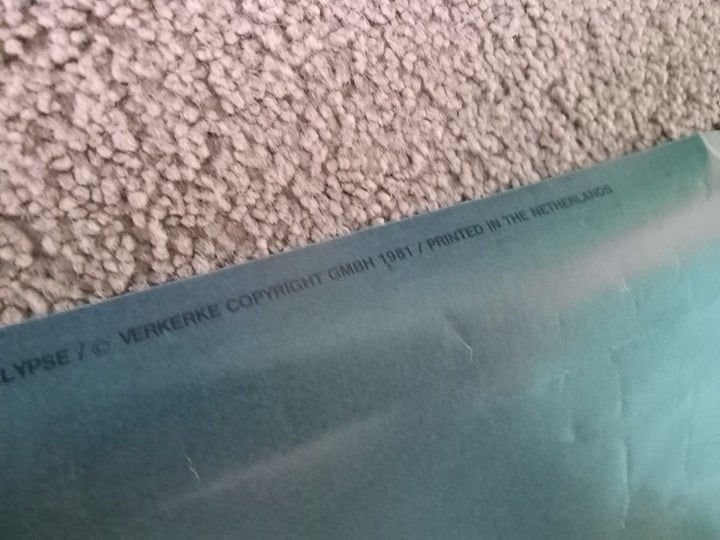 LYPSE / © VERKERKE COPYRIGHT GMBH 1981 / PRINTED IN THE NETHERLANDS